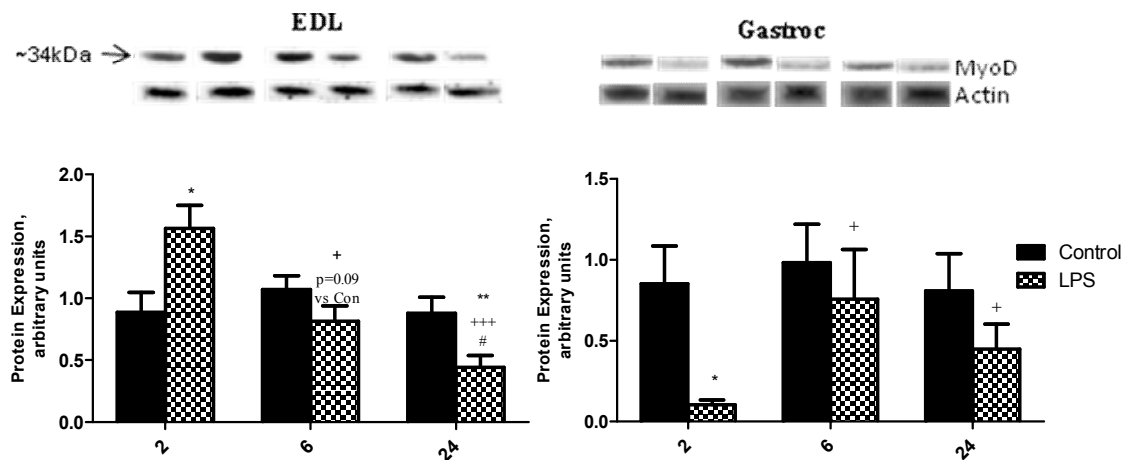 EDL
~34kDa
Gastroc
MyoD
Actin
Protein Expression,
arbitrary units
2.0
1.5
1.0
0.5
0.0
*
+
p=0.09
vs Con
**
+++
#
2
6
24
Protein Expression,
arbitrary units
1.5
1.0
0.5
0.0
*
+
+
2
6
24
Control
LPS